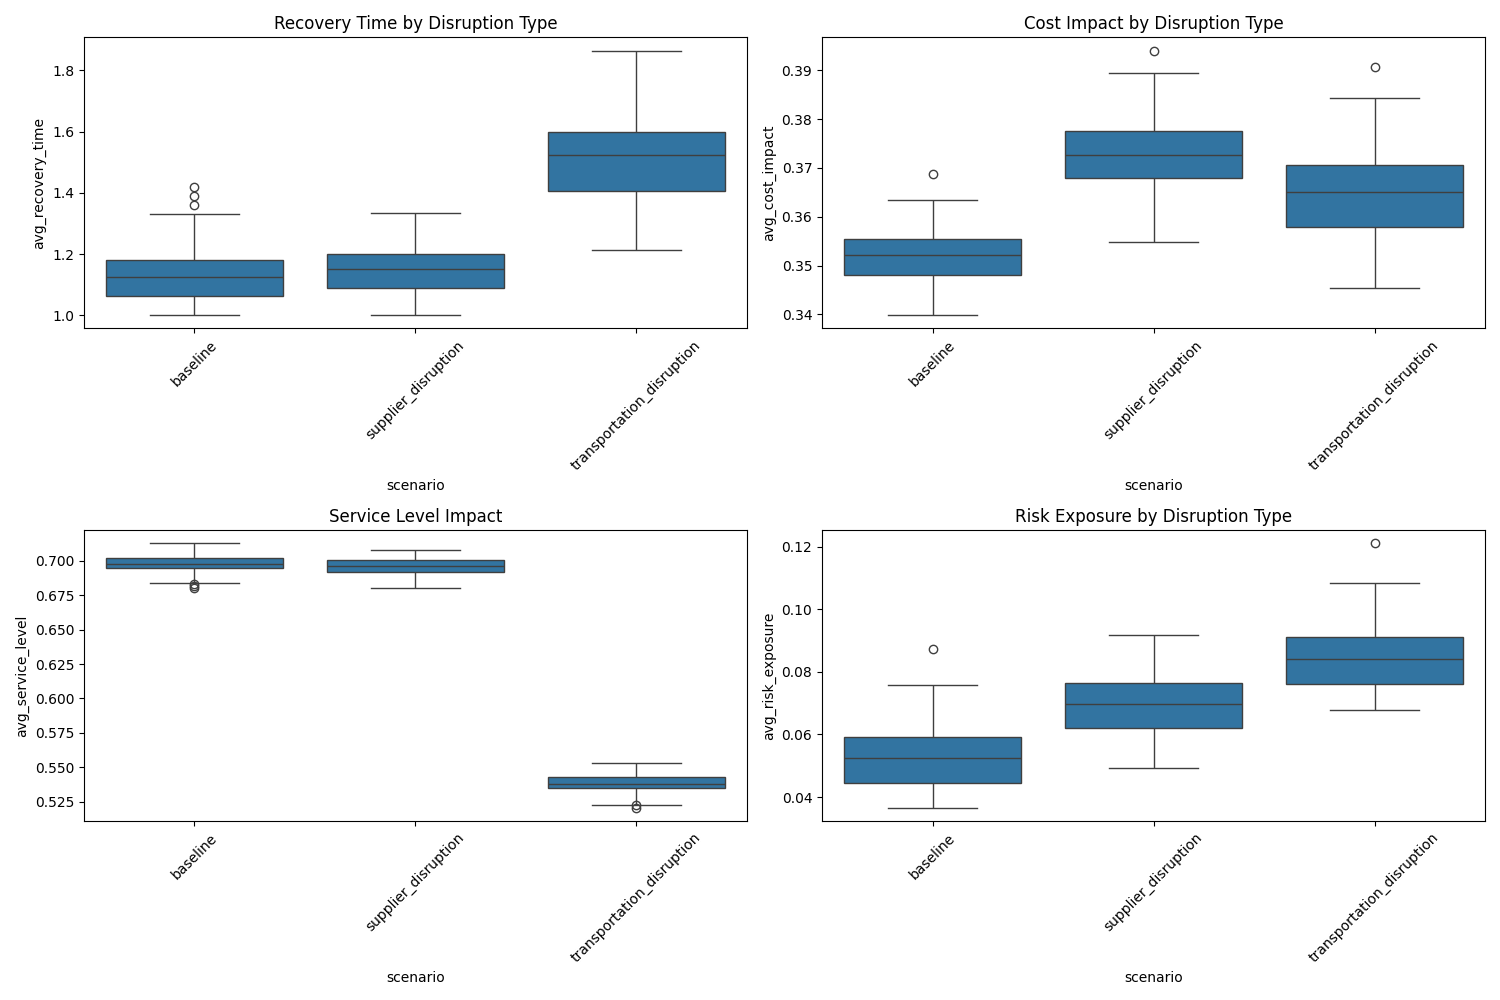 Recovery Time by Disruption Type
avg_recovery_time
1.8
1.6
1.4
1.2
1.0
baseline
supplier_disruption
transportation_disruption
scenario
Cost Impact by Disruption Type
avg_cost_impact
0.39
0.38
0.37
0.36
0.35
0.34
baseline
supplier_disruption
transportation_disruption
scenario
Service Level Impact
avg_service_level
0.700
0.675
0.650
0.625
0.600
0.575
0.550
0.525
baseline
supplier_disruption
transportation_disruption
scenario
Risk Exposure by Disruption Type
avg_risk_exposure
0.12
0.10
0.08
0.06
0.04
baseline
supplier_disruption
transportation_disruption
scenario